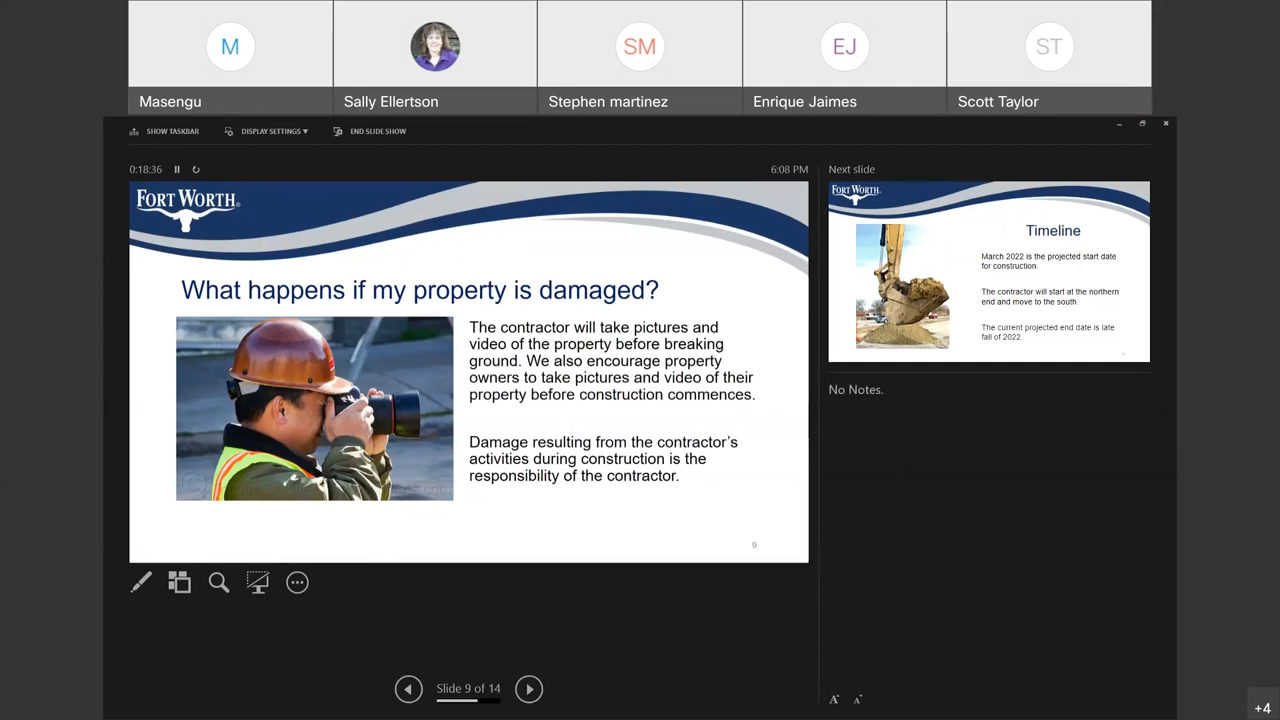 M
SM
EJ
ST
Masengu
Sally Ellertson
Stephen martinez
Enrique Jaimes
Scott Taylor
SHOW TASKBAR
DISPLAY SETTINGS ▼
END SLIDE SHOW
0:18:36
6:08 PM
FORT WORTH®
What happens if my property is damaged?
The contractor will take pictures and
video of the property before breaking
ground. We also encourage property
owners to take pictures and video of their
property before construction commences.
Damage resulting from the contractor's
activities during construction is the
responsibility of the contractor.
9
Slide 9 of 14
Next slide
FORT WORTH
Timeline
March 2022 is the projected start date
for construction.
The contractor will start at the northern
end and move to the south.
The current projected end date is late
fall of 2022.
No Notes.
A
A
+4